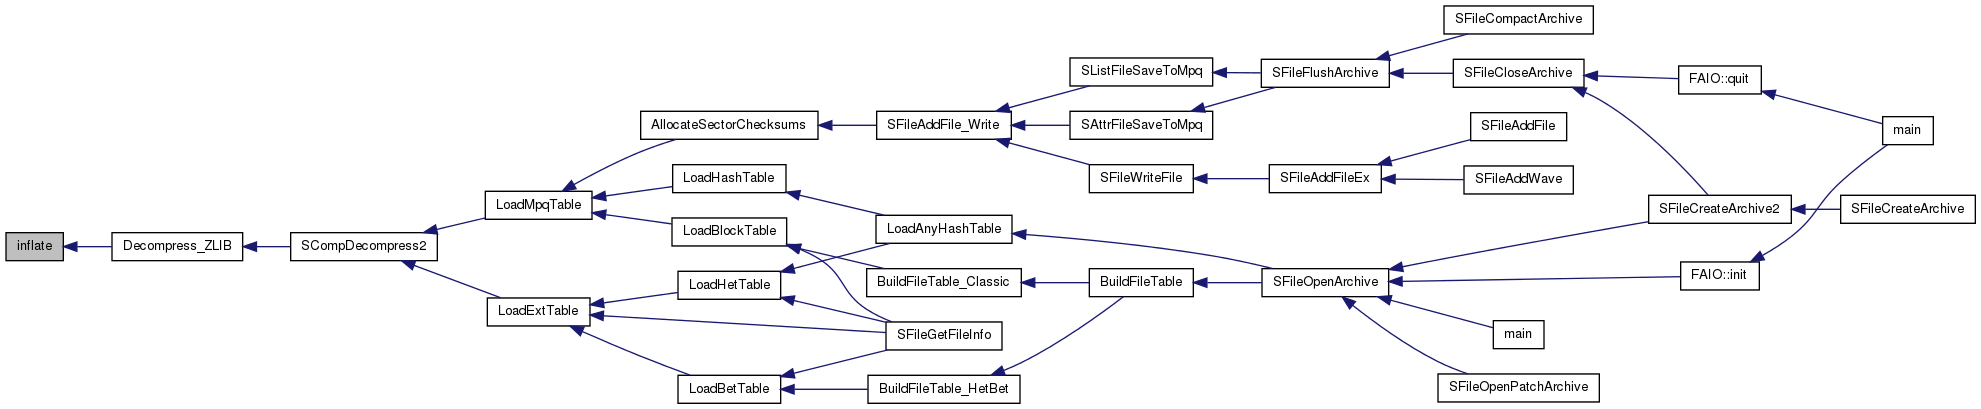 SFileCompactArchive
SListFileSaveToMpq
SFileFlushArchive
SFileCloseArchive
FAIO::quit
AllocateSectorChecksums
SFileAddFile_Write
SAttrFileSaveToMpq
SFileAddFile
main
LoadHashTable
SFileWriteFile
SFileAddFileEx
SFileAddWave
LoadMpqTable
SFileCreateArchive2
SFileCreateArchive
LoadBlockTable
LoadAnyHashTable
inflate
Decompress_ZLIB
SCompDecompress2
LoadHetTable
BuildFileTable_Classic
BuildFileTable
SFileOpenArchive
FAIO::init
LoadExtTable
SFileGetFileInfo
main
LoadBetTable
BuildFileTable_HetBet
SFileOpenPatchArchive